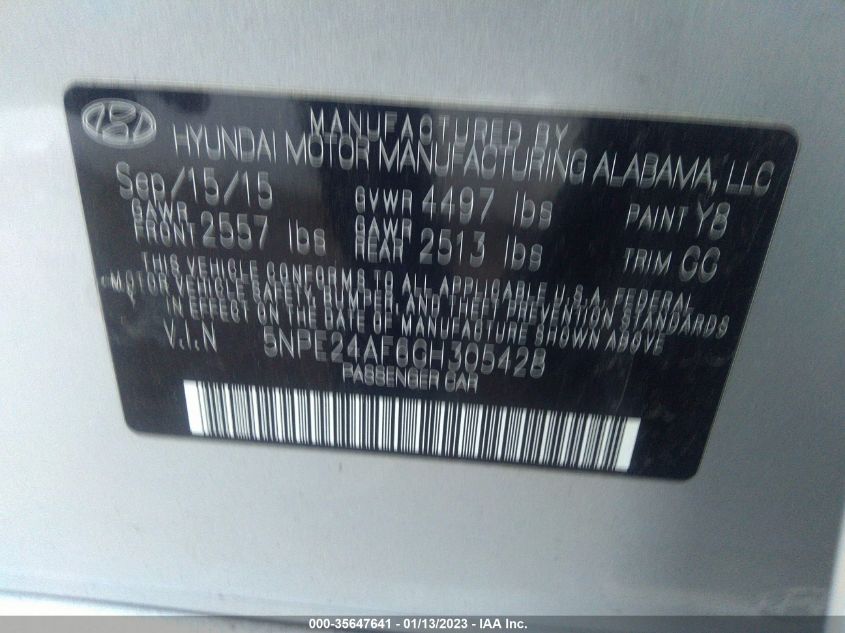 MANUFACTURED BY
HYUNDAI MOTOR MANUFACTURING ALABAMA, LLC
Sep/15/15 GVWR 4497 lbs PAINT Y8
GAWR FRONT 2557 lbs GAWR REAR 2513 lbs TRIM CC
THIS VEHICLE CONFORMS TO ALL APPLICABLE U.S.A. FEDERAL
MOTOR VEHICLE SAFETY, BUMPER, AND THEFT PREVENTION STANDARDS
IN EFFECT ON THE DATE OF MANUFACTURE SHOWN ABOVE
V.I.N 5NPE24AF6GH305428
PASSENGER CAR
000-35647641 / 01/13/2023 - IAA Inc.